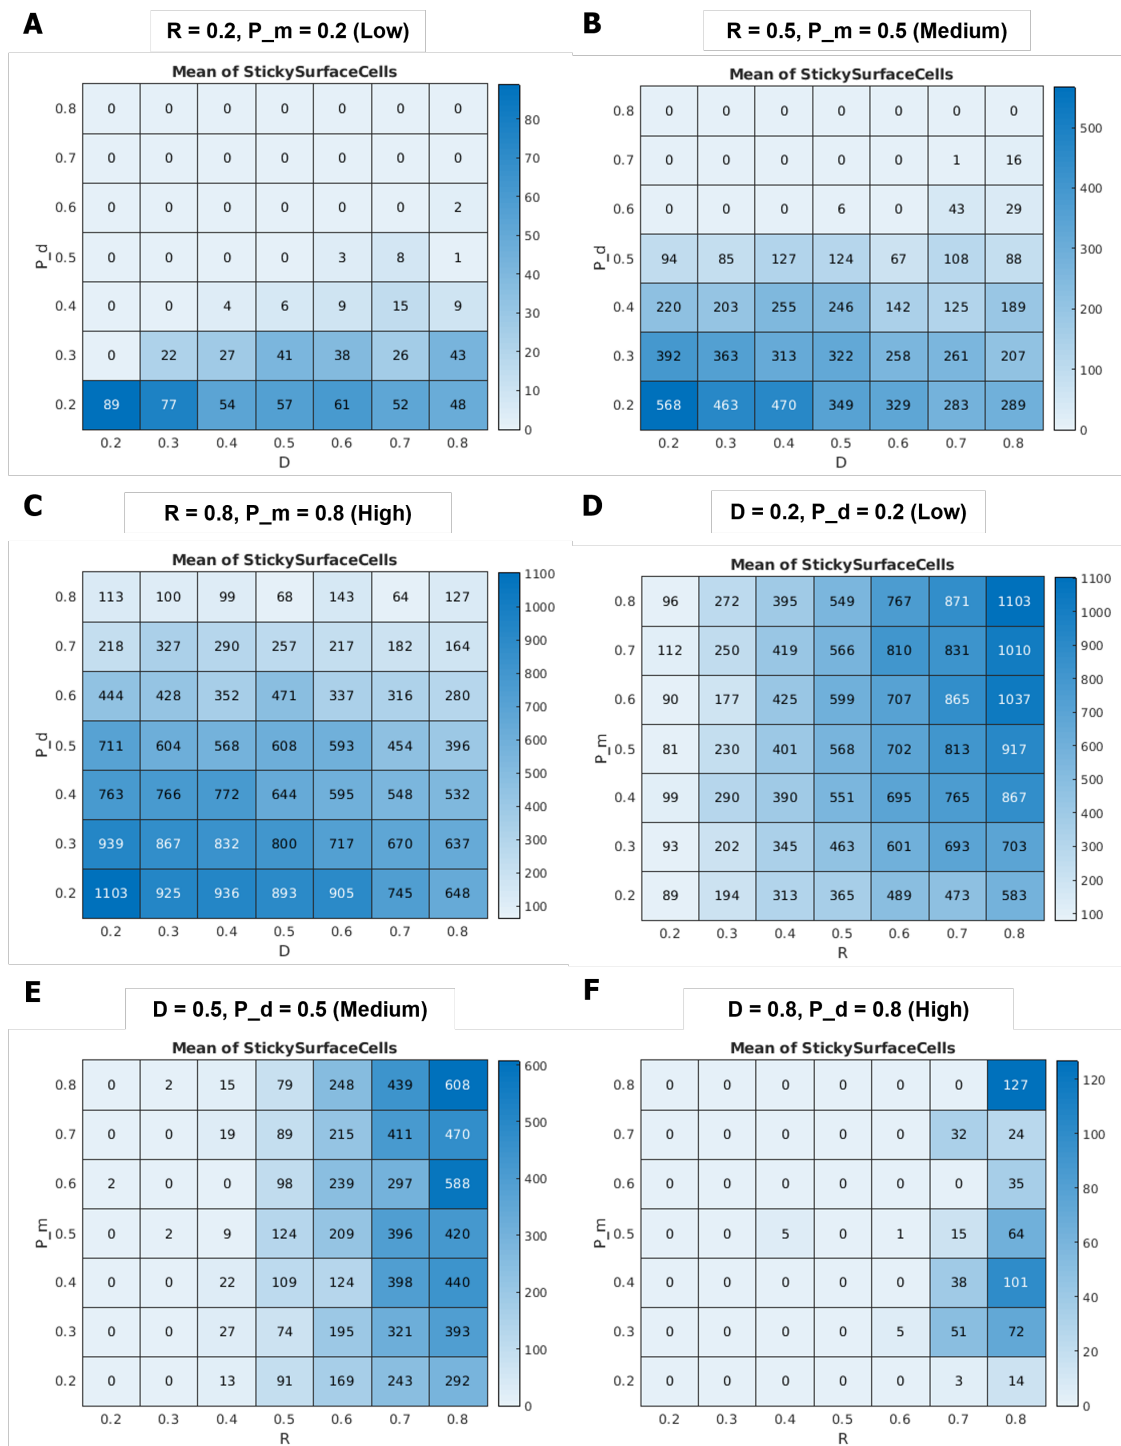 A
R = 0.2, P_m = 0.2 (Low)
Mean of StickySurfaceCells
0.8 0 0 0 0 0 0 0
0.7 0 0 0 0 0 0 0
0.6 0 0 0 0 0 0 2
0.5 0 0 0 0 3 8 1
0.4 0 0 4 6 9 15 9
0.3 0 22 27 41 38 26 43
0.2 89 77 54 57 61 52 48
0.2 0.3 0.4 0.5 0.6 0.7 0.8
P_d
D
80
70
60
50
40
30
20
10
0
B
R = 0.5, P_m = 0.5 (Medium)
Mean of StickySurfaceCells
0.8 0 0 0 0 0 0 0
0.7 0 0 0 0 0 1 16
0.6 0 0 0 6 0 43 29
0.5 94 85 127 124 67 108 88
0.4 220 203 255 246 142 125 189
0.3 392 363 313 322 258 261 207
0.2 568 463 470 349 329 283 289
0.2 0.3 0.4 0.5 0.6 0.7 0.8
P_d
D
500
400
300
200
100
0
C
R = 0.8, P_m = 0.8 (High)
Mean of StickySurfaceCells
0.8 113 100 99 68 143 64 127
0.7 218 327 290 257 217 182 164
0.6 444 428 352 471 337 316 280
0.5 711 604 568 608 593 454 396
0.4 763 766 772 644 595 548 532
0.3 939 867 832 800 717 670 637
0.2 1103 925 936 893 905 745 648
0.2 0.3 0.4 0.5 0.6 0.7 0.8
P_d
D
1100
1000
900
800
700
600
500
400
300
200
100
D
D = 0.2, P_d = 0.2 (Low)
Mean of StickySurfaceCells
0.8 96 272 395 549 767 871 1103
0.7 112 250 419 566 810 831 1010
0.6 90 177 425 599 707 865 1037
0.5 81 230 401 568 702 813 917
0.4 99 290 390 551 695 765 867
0.3 93 202 345 463 601 693 703
0.2 89 194 313 365 489 473 583
0.2 0.3 0.4 0.5 0.6 0.7 0.8
P_m
R
1100
1000
900
800
700
600
500
400
300
200
100
E
D = 0.5, P_d = 0.5 (Medium)
Mean of StickySurfaceCells
0.8 0 2 15 79 248 439 608
0.7 0 0 19 89 215 411 470
0.6 2 0 0 98 239 297 588
0.5 0 2 9 124 209 396 420
0.4 0 0 22 109 124 398 440
0.3 0 0 27 74 195 321 393
0.2 0 0 13 91 169 243 292
0.2 0.3 0.4 0.5 0.6 0.7 0.8
P_m
R
600
500
400
300
200
100
0
F
D = 0.8, P_d = 0.8 (High)
Mean of StickySurfaceCells
0.8 0 0 0 0 0 0 127
0.7 0 0 0 0 0 32 24
0.6 0 0 0 0 0 0 35
0.5 0 0 5 0 1 15 64
0.4 0 0 0 0 0 38 101
0.3 0 0 0 0 5 51 72
0.2 0 0 0 0 0 3 14
0.2 0.3 0.4 0.5 0.6 0.7 0.8
P_m
R
120
100
80
60
40
20
0